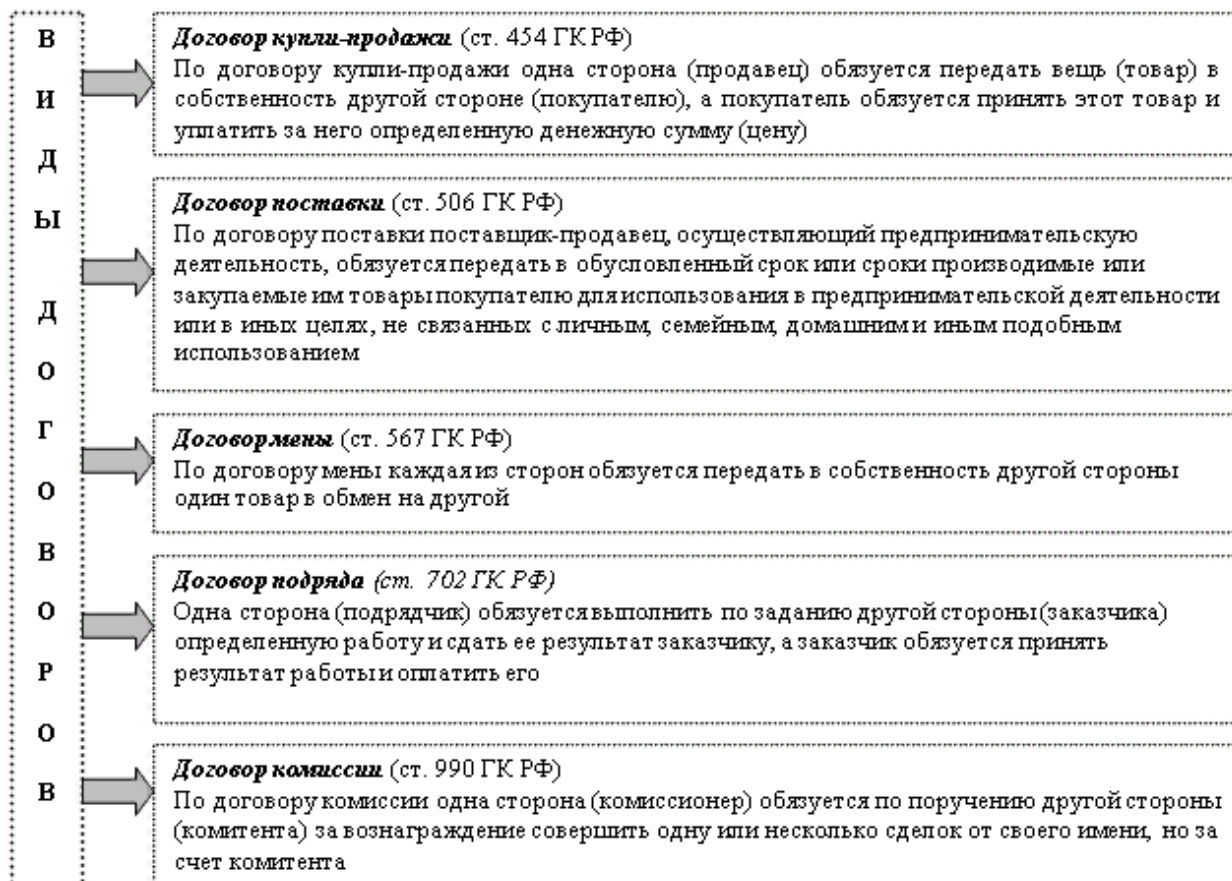 ВИДЫ ДОГОВОРОВ
Договор купли-продажи (ст. 454 ГК РФ)
По договору купли-продажи одна сторона (продавец) обязуется передать вещь (товар) в
собственность другой стороне (покупателю), а покупатель обязуется принять этот товар и
уплатить за него определенную денежную сумму (цену)
Договор поставки (ст. 506 ГК РФ)
По договору поставки поставщик-продавец, осуществляющий предпринимательскую
деятельность, обязуется передать в обусловленный срок или сроки производимые или
закупаемые им товары покупателю для использования в предпринимательской деятельности
или в иных целях, не связанных с личным, семейным, домашним и иным подобным
использованием
Договор мены (ст. 567 ГК РФ)
По договору мены каждая из сторон обязуется передать в собственность другой стороны
один товар в обмен на другой
Договор подряда (ст. 702 ГК РФ)
Одна сторона (подрядчик) обязуется выполнить по заданию другой стороны (заказчика)
определенную работу и сдать ее результат заказчику, а заказчик обязуется принять
результат работы и оплатить его
Договор комиссии (ст. 990 ГК РФ)
По договору комиссии одна сторона (комиссионер) обязуется по поручению другой стороны
(комитента) за вознаграждение совершить одну или несколько сделок от своего имени, но за
счет комитента